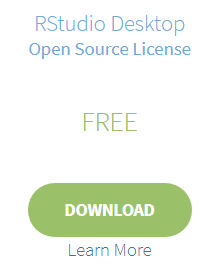 RStudio Desktop
Open Source License
FREE
DOWNLOAD
Learn More